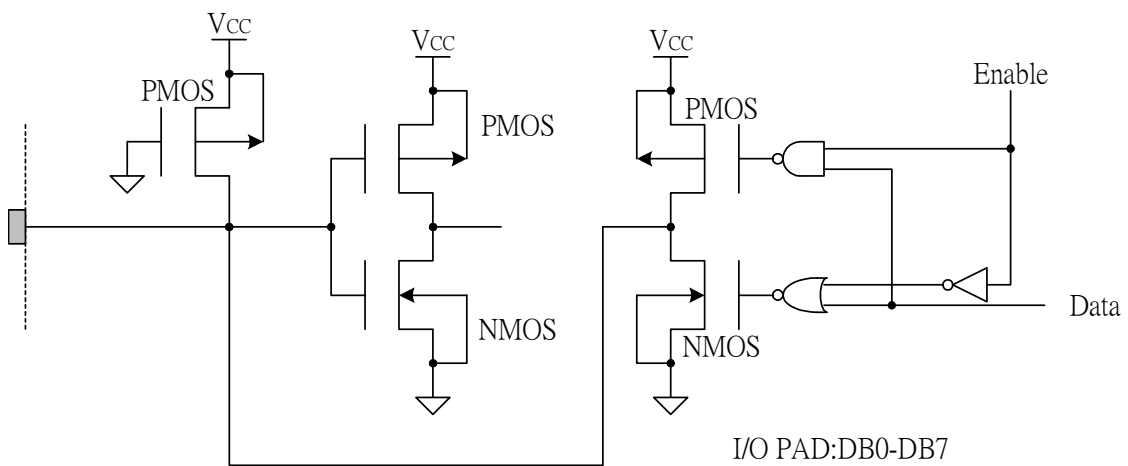 VCC
VCC
VCC
Enable
PMOS
PMOS
PMOS
NMOS
Data
NMOS
I/O PAD:DB0-DB7